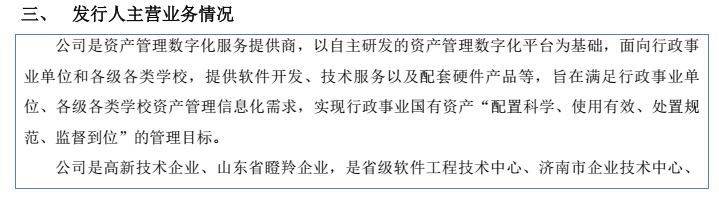 三、 发行人主营业务情况
公司是资产管理数字化服务提供商，以自主研发的资产管理数字化平台为基础，面向行政事
业单位和各级各类学校，提供软件开发、技术服务以及配套硬件产品等，旨在满足行政事业单
位、各级各类学校资产管理信息化需求，实现行政事业国有资产“配置科学、使用有效、处置规
范、监督到位”的管理目标。
公司是高新技术企业、山东省瞪羚企业，是省级软件工程技术中心、济南市企业技术中心、